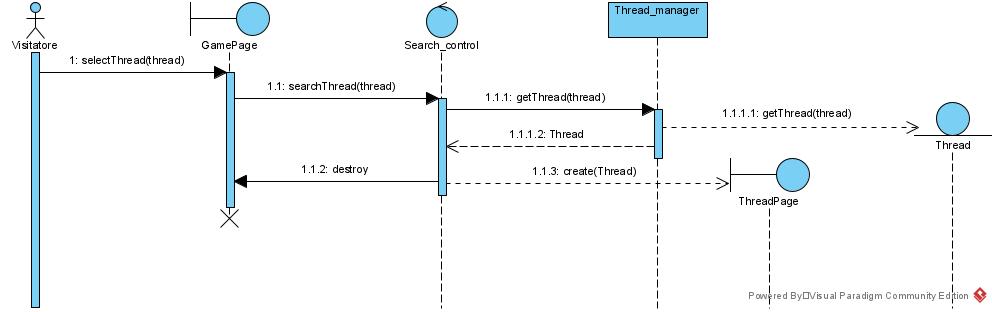 Visitatore
GamePage
Search_control
Thread_manager
1: selectThread(thread)
1.1: searchThread(thread)
1.1.1: getThread(thread)
1.1.1.1: getThread(thread)
Thread
1.1.1.2: Thread
1.1.2: destroy
1.1.3: create(Thread)
ThreadPage
Powered By Visual Paradigm Community Edition